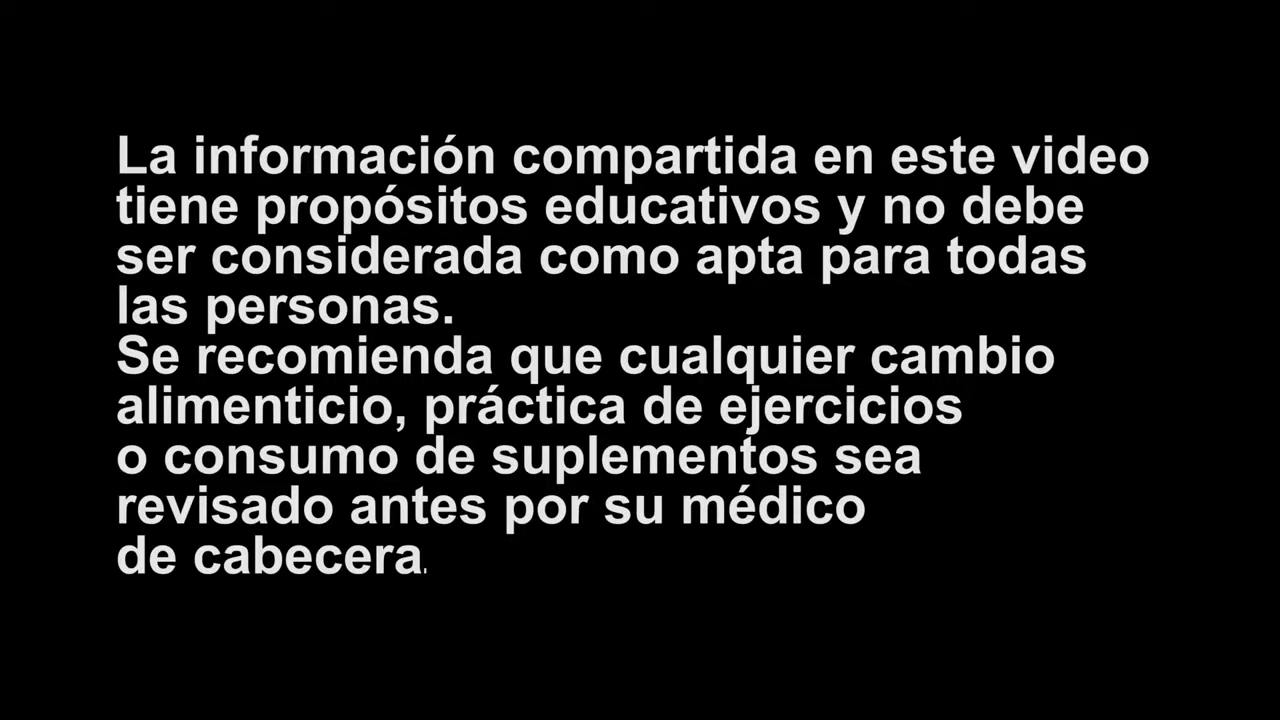 La información compartida en este video
tiene propósitos educativos y no debe
ser considerada como apta para todas
las personas.
Se recomienda que cualquier cambio
alimenticio, práctica de ejercicios
o consumo de suplementos sea
revisado antes por su médico
de cabecera.